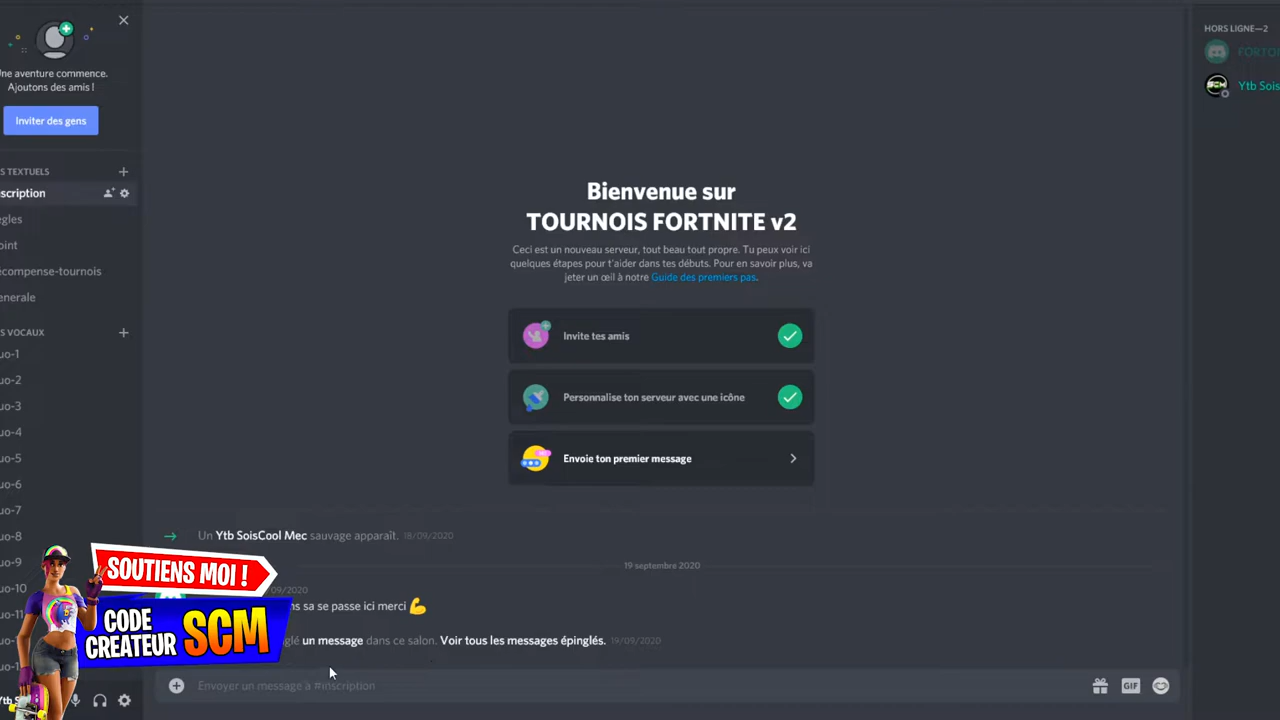 Une aventure commence.
Ajoutons des amis !
Inviter des gens
S TEXTUELS
scription
ègles
oint
écompense-tournois
enerale
S VOCAUX
uo-1
uo-2
uo-3
uo-4
uo-5
uo-6
uo-7
uo-8
uo-9
uo-10
uo-11
Bienvenue sur
TOURNOIS FORTNITE v2
Ceci est un nouveau serveur, tout beau tout propre. Tu peux voir ici
quelques étapes pour t'aider dans tes débuts. Pour en savoir plus, va
jeter un œil à notre Guide des premiers pas.
Invite tes amis
Personnalise ton serveur avec une icône
Envoie ton premier message
Un Ytb SoisCool Mec sauvage apparaît. 18/09/2020
19 septembre 2020
/09/2020
ns sa se passe ici merci
nglé un message dans ce salon. Voir tous les messages épinglés. 19/09/2020
Envoyer un message à #inscription
GIF
HORS LIGNE—2
Ytb Sois
SOUTIENS MOI !
CODE
CREATEUR SCM